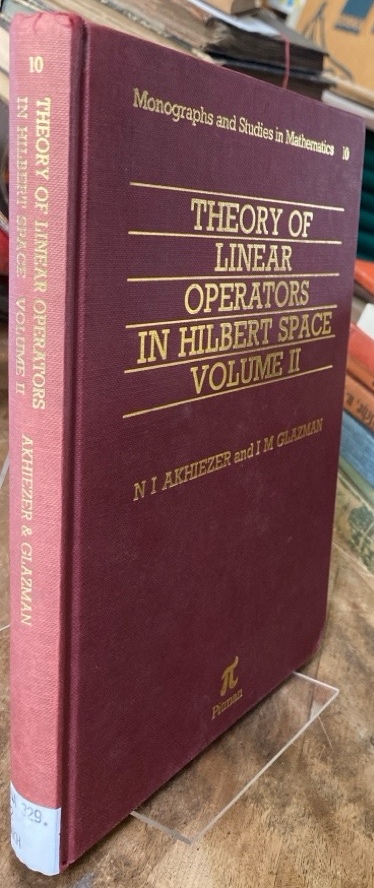 10
THEORY OF LINEAR OPERATORS
IN HILBERT SPACE VOLUME II
AKHIEZER & GLAZMAN
Monographs and Studies in Mathematics 10
THEORY OF
LINEAR
OPERATORS
IN HILBERT SPACE
VOLUME II
N I AKHIEZER and I M GLAZMAN
π
Pitman
329.